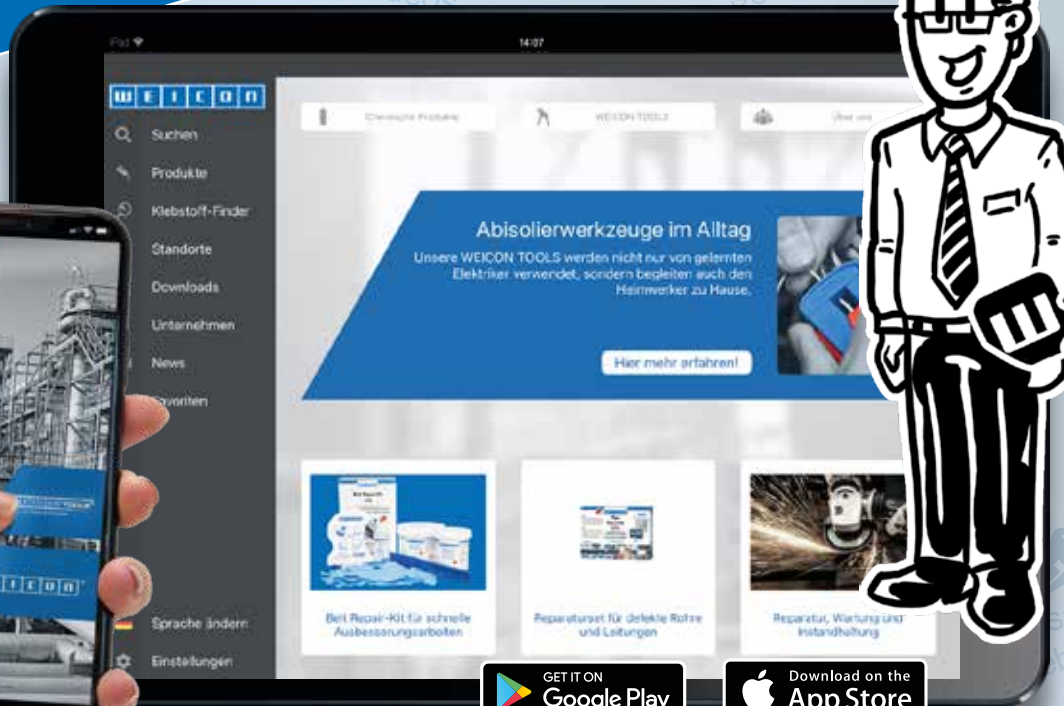 iPad
14:07
WEICON
Suchen
Produkte
Klebstoff-Finder
Standorte
Downloads
Unternehmen
News
Favoriten
Sprache ändern
Einstellungen
Chemische Produkte
WEICON TOOLS
Über uns
Abisolierwerkzeuge im Alltag
Unsere WEICON TOOLS werden nicht nur von gelernten
Elektriker verwendet, sondern begleiten auch den
Heimwerker zu Hause.
Hier mehr erfahren!
Belt Repair-Kit für schnelle
Ausbesserungsarbeiten
Reparaturset für defekte Rohre
und Leitungen
Reparatur, Wartung und
Instandhaltung
GET IT ON
Google Play
Download on the
App Store